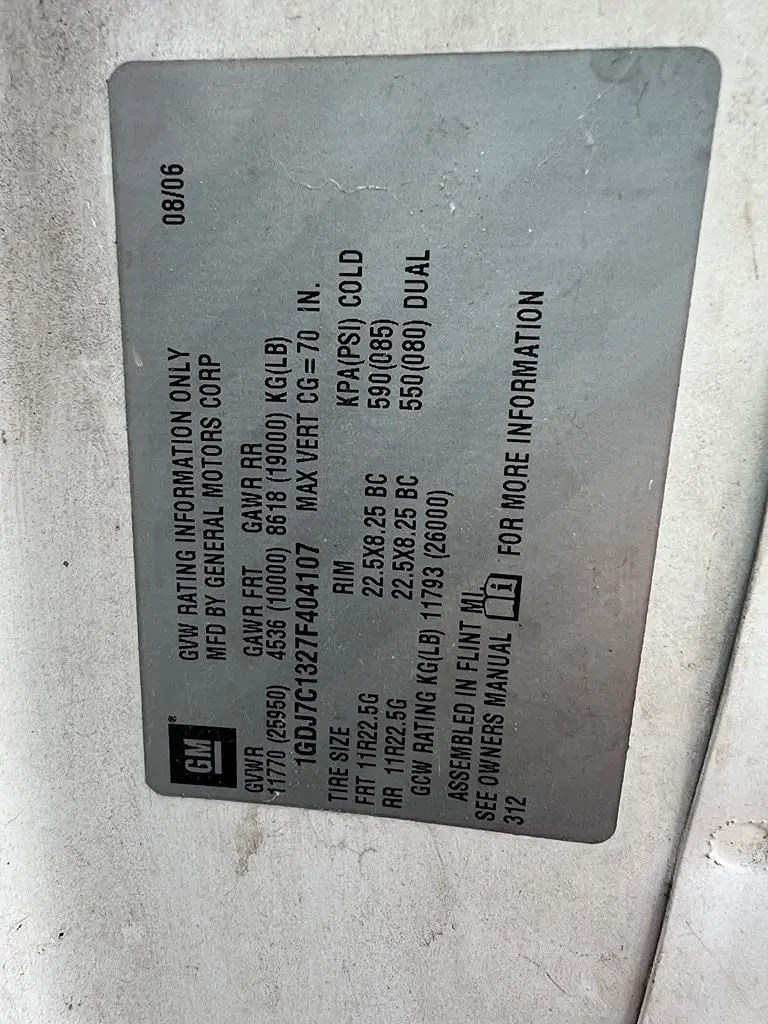 GM
GVW RATING INFORMATION ONLY 08/06
MFD BY GENERAL MOTORS CORP
GVWR GAWR FRT GAWR RR
11770 (25950) 4536 (10000) 8618 (19000) KG(LB)
1GDJ7C1327F404107 MAX VERT CG=70 IN.
TIRE SIZE RIM KPA(PSI) COLD
FRT 11R22.5G 22.5X8.25 BC 590(085)
RR 11R22.5G 22.5X8.25 BC 550(080) DUAL
GCW RATING KG(LB) 11793 (26000)
ASSEMBLED IN FLINT MI.
SEE OWNERS MANUAL i FOR MORE INFORMATION
312